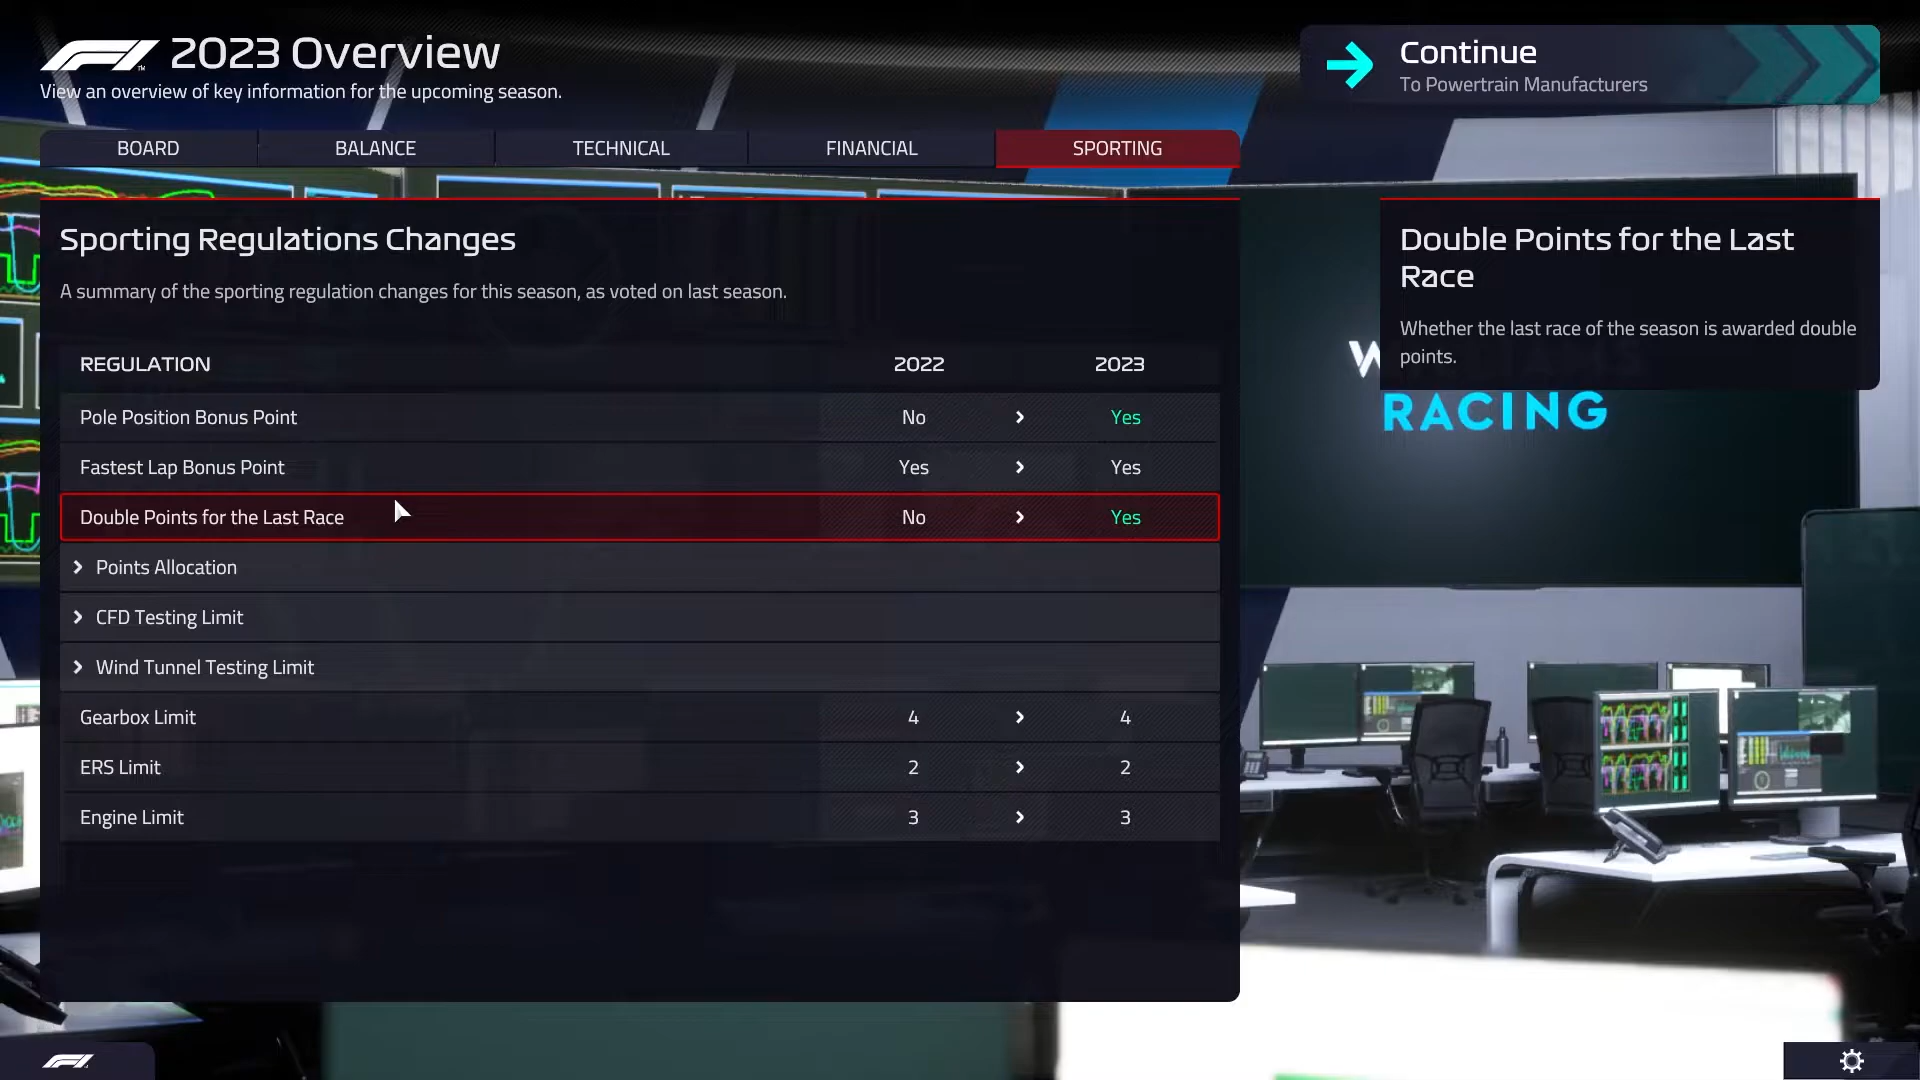 2023 Overview
View an overview of key information for the upcoming season.
Continue
To Powertrain Manufacturers
BOARD
BALANCE
TECHNICAL
FINANCIAL
SPORTING
Sporting Regulations Changes
A summary of the sporting regulation changes for this season, as voted on last season.
REGULATION 2022 2023
Pole Position Bonus Point No > Yes
Fastest Lap Bonus Point Yes > Yes
Double Points for the Last Race No > Yes
> Points Allocation
> CFD Testing Limit
> Wind Tunnel Testing Limit
Gearbox Limit 4 > 4
ERS Limit 2 > 2
Engine Limit 3 > 3
Double Points for the Last
Race
Whether the last race of the season is awarded double
points.
RACING